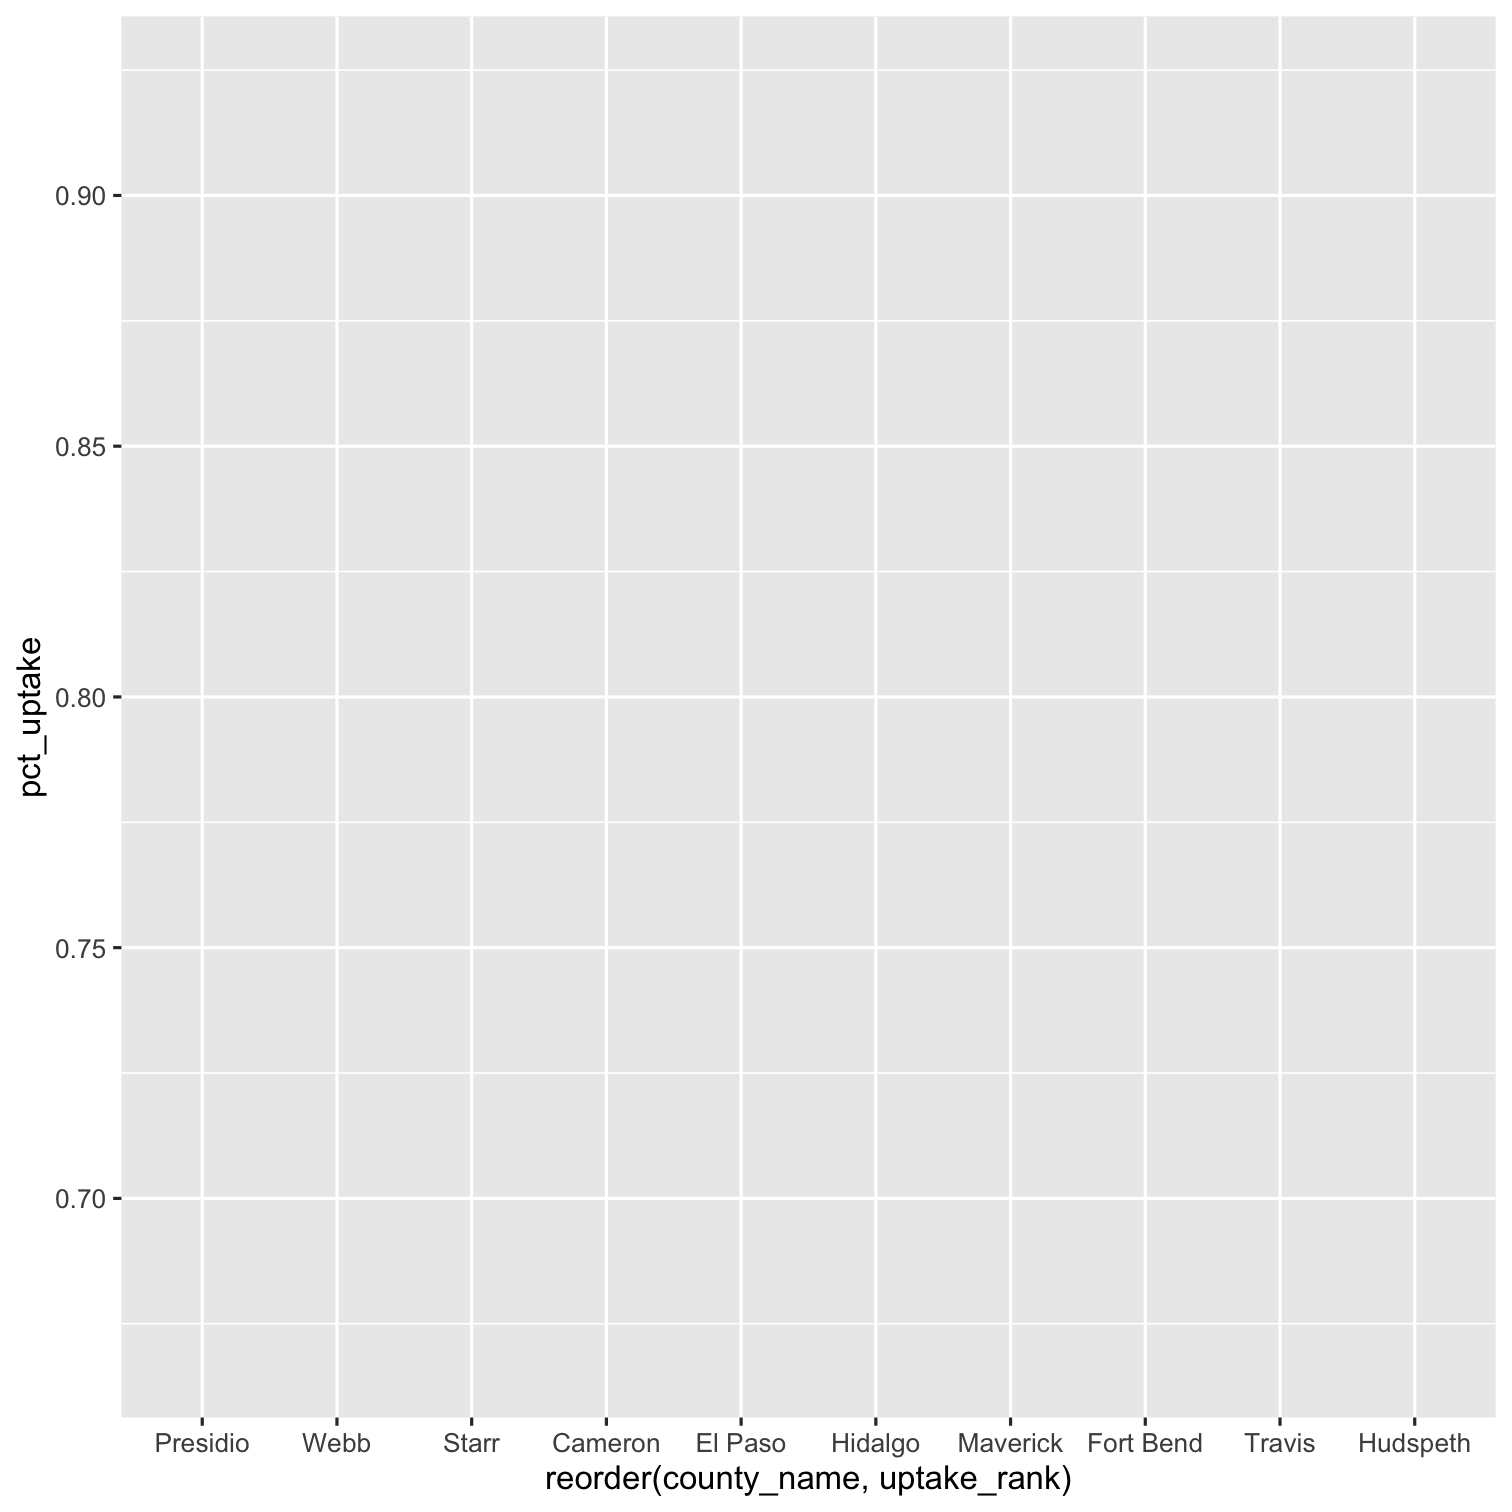 pct_uptake
0.90
0.85
0.80
0.75
0.70
Presidio Webb Starr Cameron El Paso Hidalgo Maverick Fort Bend Travis Hudspeth
reorder(county_name, uptake_rank)